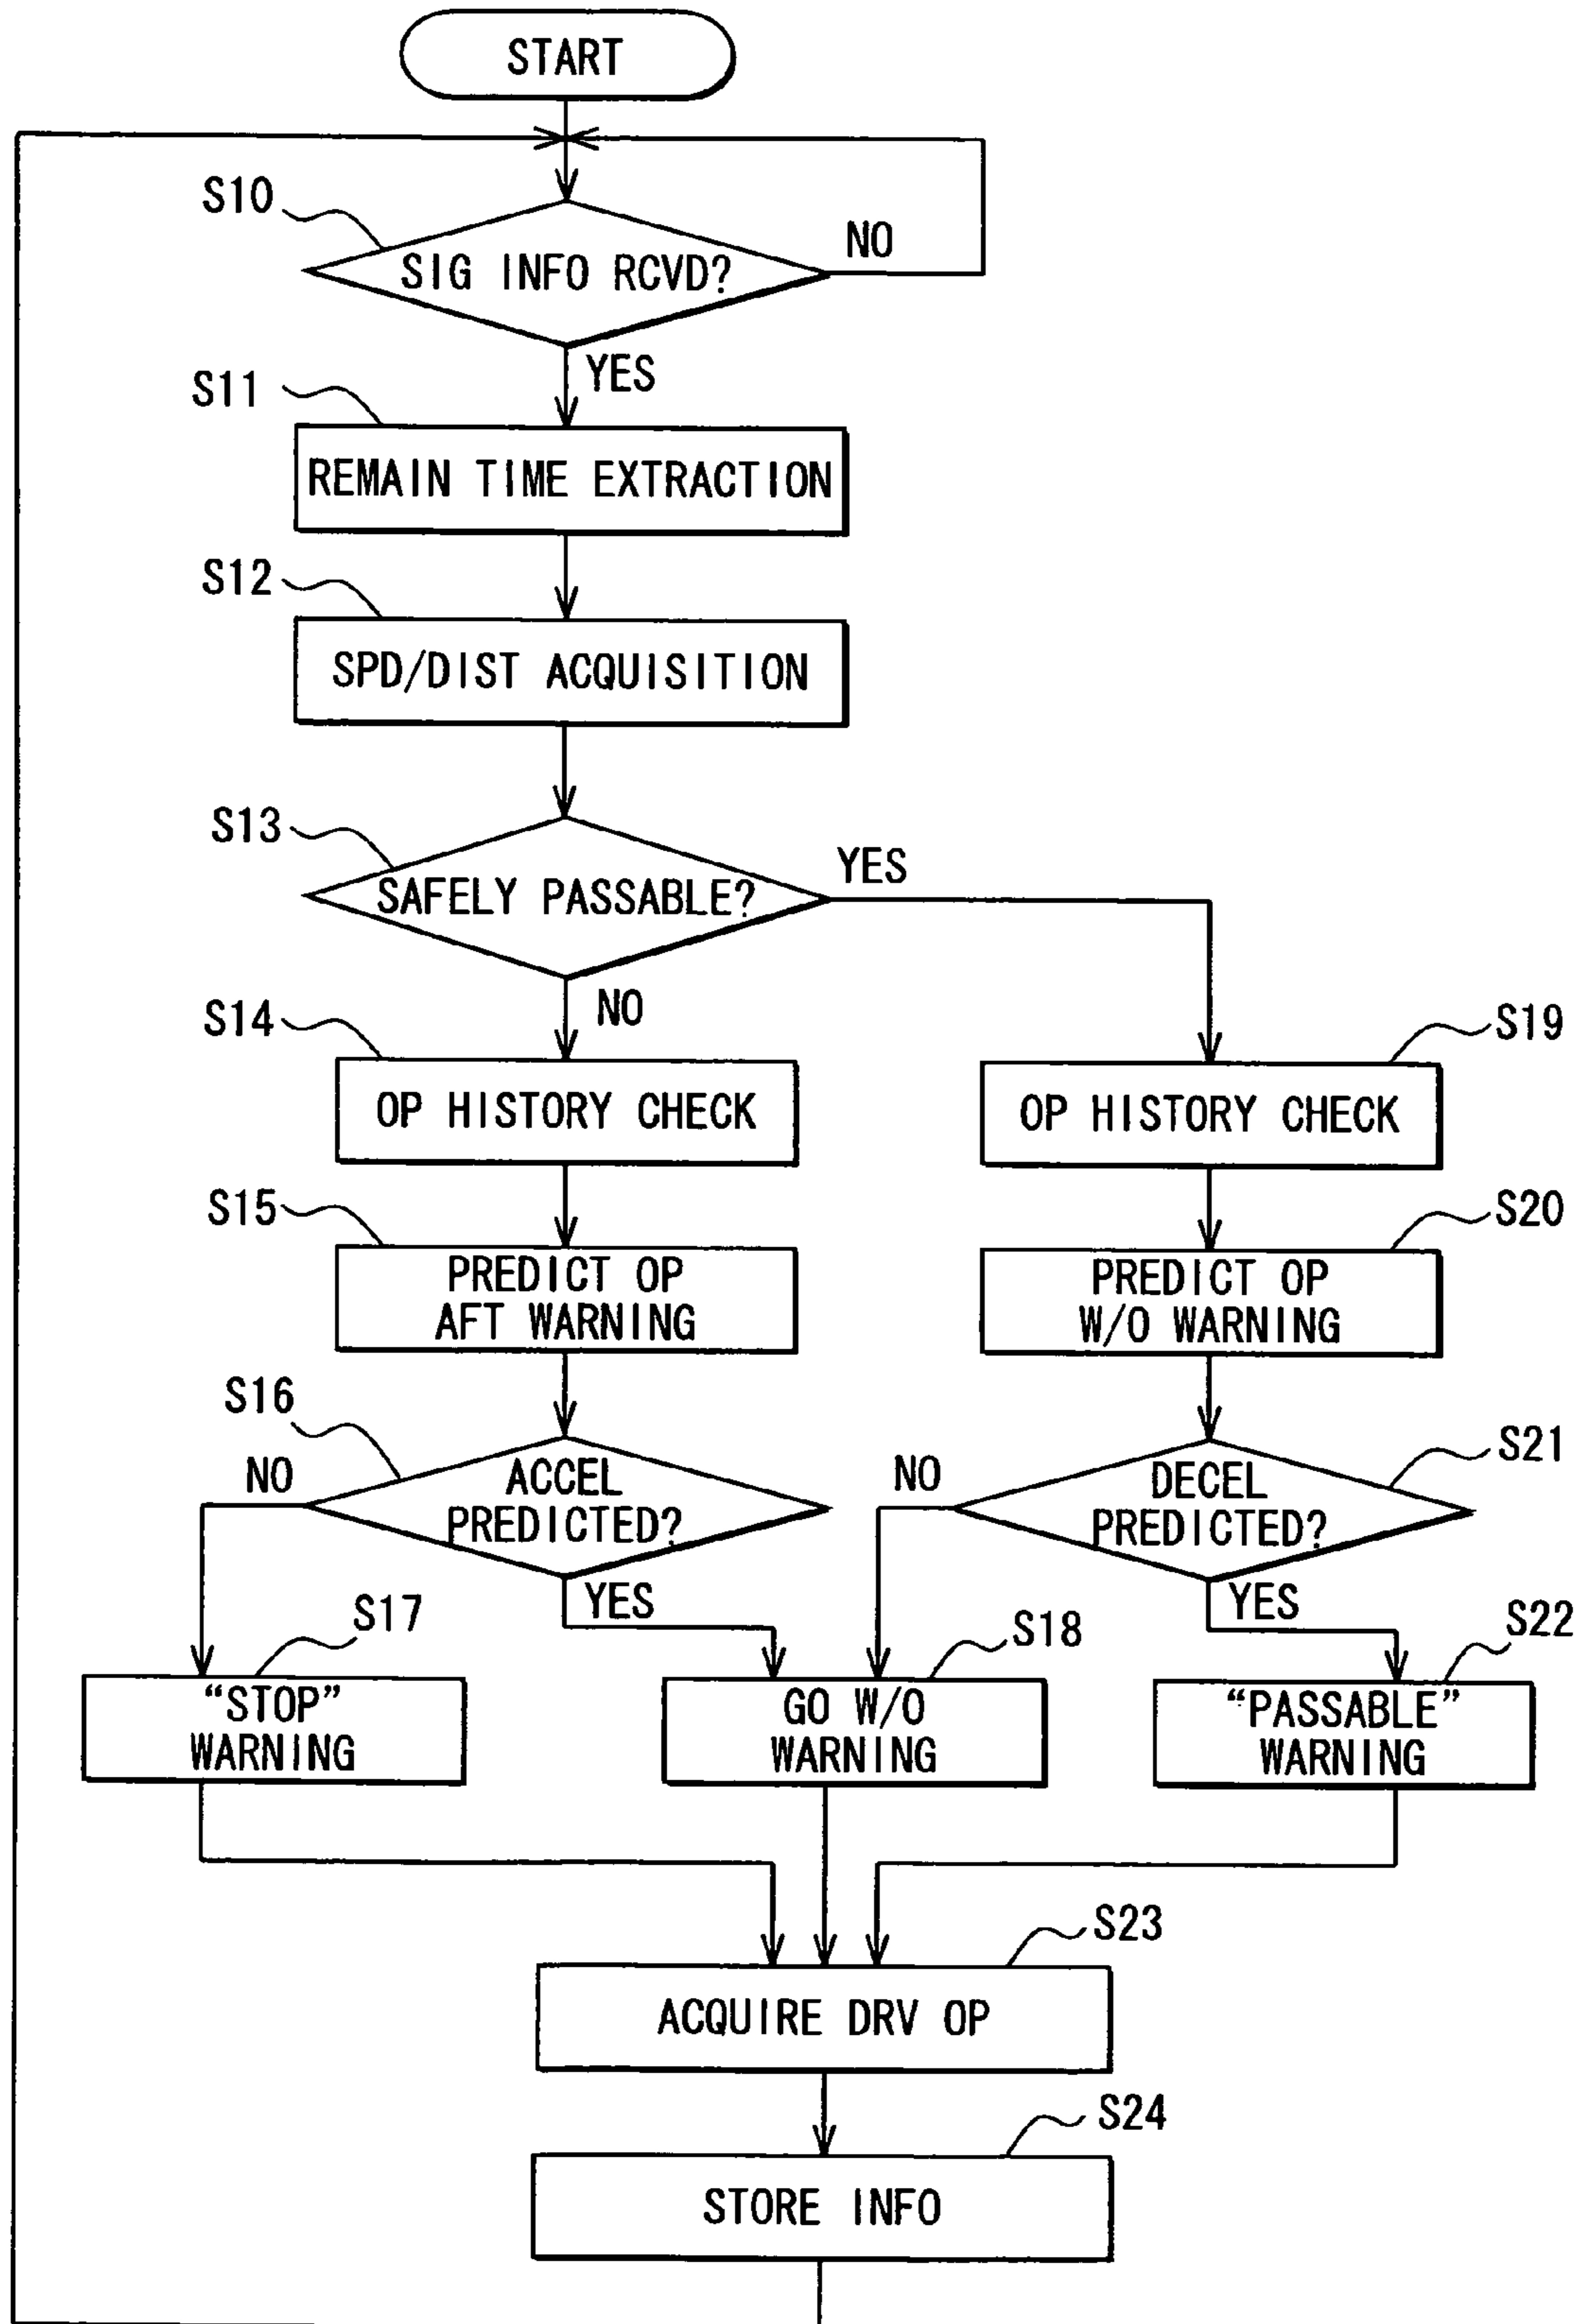 START
S10
SIG INFO RCVD?
NO
YES
S11
REMAIN TIME EXTRACTION
S12
SPD/DIST ACQUISITION
S13
SAFELY PASSABLE?
YES
NO
S14
OP HISTORY CHECK
S19
OP HISTORY CHECK
S15
PREDICT OP
AFT WARNING
S20
PREDICT OP
W/O WARNING
S16
ACCEL
PREDICTED?
NO
YES
S21
DECEL
PREDICTED?
NO
YES
S17
“STOP”
WARNING
S18
GO W/O
WARNING
S22
“PASSABLE”
WARNING
S23
ACQUIRE DRV OP
S24
STORE INFO